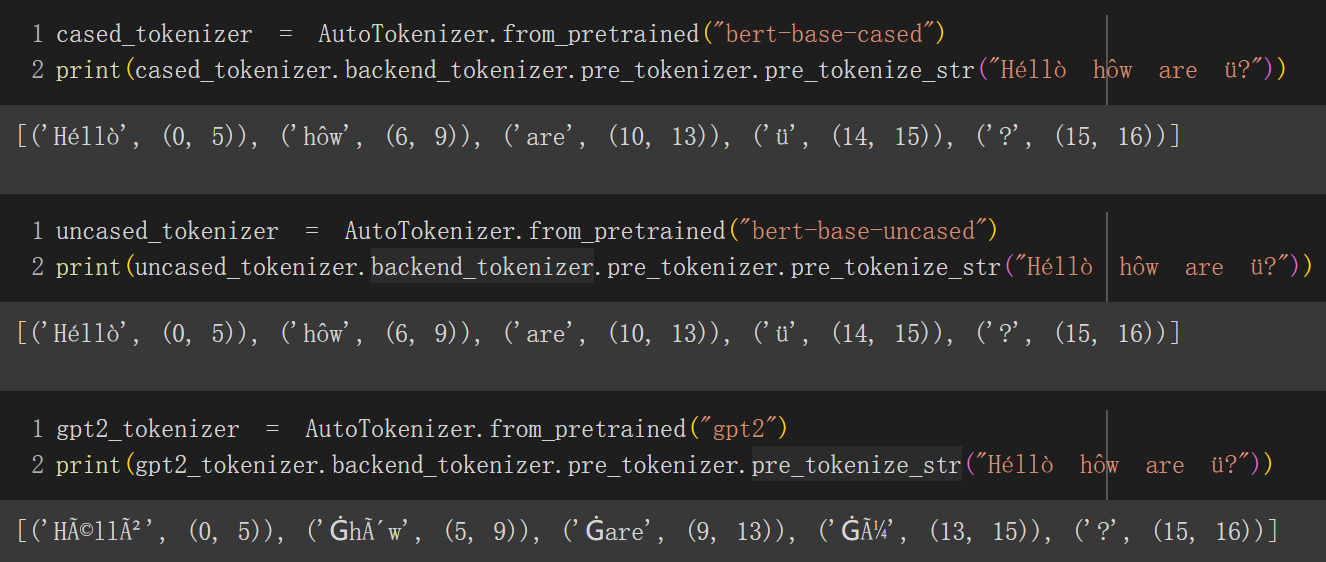 1 cased_tokenizer = AutoTokenizer.from_pretrained("bert-base-cased")
2 print(cased_tokenizer.backend_tokenizer.pre_tokenizer.pre_tokenize_str("Héllò hôw are ü?"))
[('Héllò', (0, 5)), ('hôw', (6, 9)), ('are', (10, 13)), ('ü', (14, 15)), ('?', (15, 16))]
1 uncased_tokenizer = AutoTokenizer.from_pretrained("bert-base-uncased")
2 print(uncased_tokenizer.backend_tokenizer.pre_tokenizer.pre_tokenize_str("Héllò hôw are ü?"))
[('Héllò', (0, 5)), ('hôw', (6, 9)), ('are', (10, 13)), ('ü', (14, 15)), ('?', (15, 16))]
1 gpt2_tokenizer = AutoTokenizer.from_pretrained("gpt2")
2 print(gpt2_tokenizer.backend_tokenizer.pre_tokenizer.pre_tokenize_str("Héllò hôw are ü?"))
[('HÃ©llÃ²', (0, 5)), ('ĠhÃ´w', (5, 9)), ('Ġare', (9, 13)), ('ĠÃ¼', (13, 15)), ('?', (15, 16))]